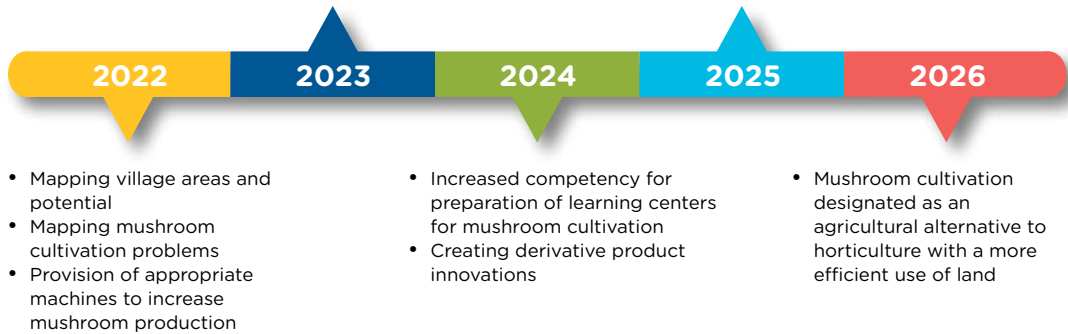 2022
2023
2024
2025
2026
• Mapping village areas and
potential
• Mapping mushroom
cultivation problems
• Provision of appropriate
machines to increase
mushroom production
• Increased competency for
preparation of learning centers
for mushroom cultivation
• Creating derivative product
innovations
• Mushroom cultivation
designated as an
agricultural alternative to
horticulture with a more
efficient use of land